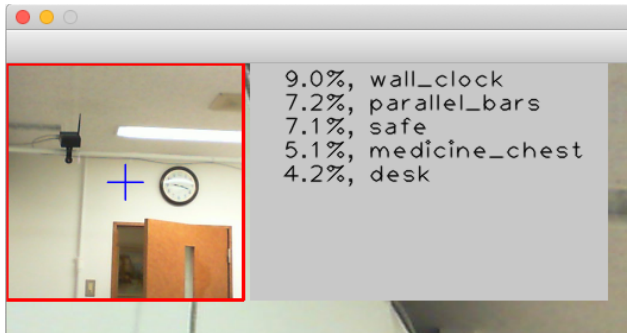 9.0%, wall_clock
7.2%, parallel_bars
7.1%, safe
5.1%, medicine_chest
4.2%, desk